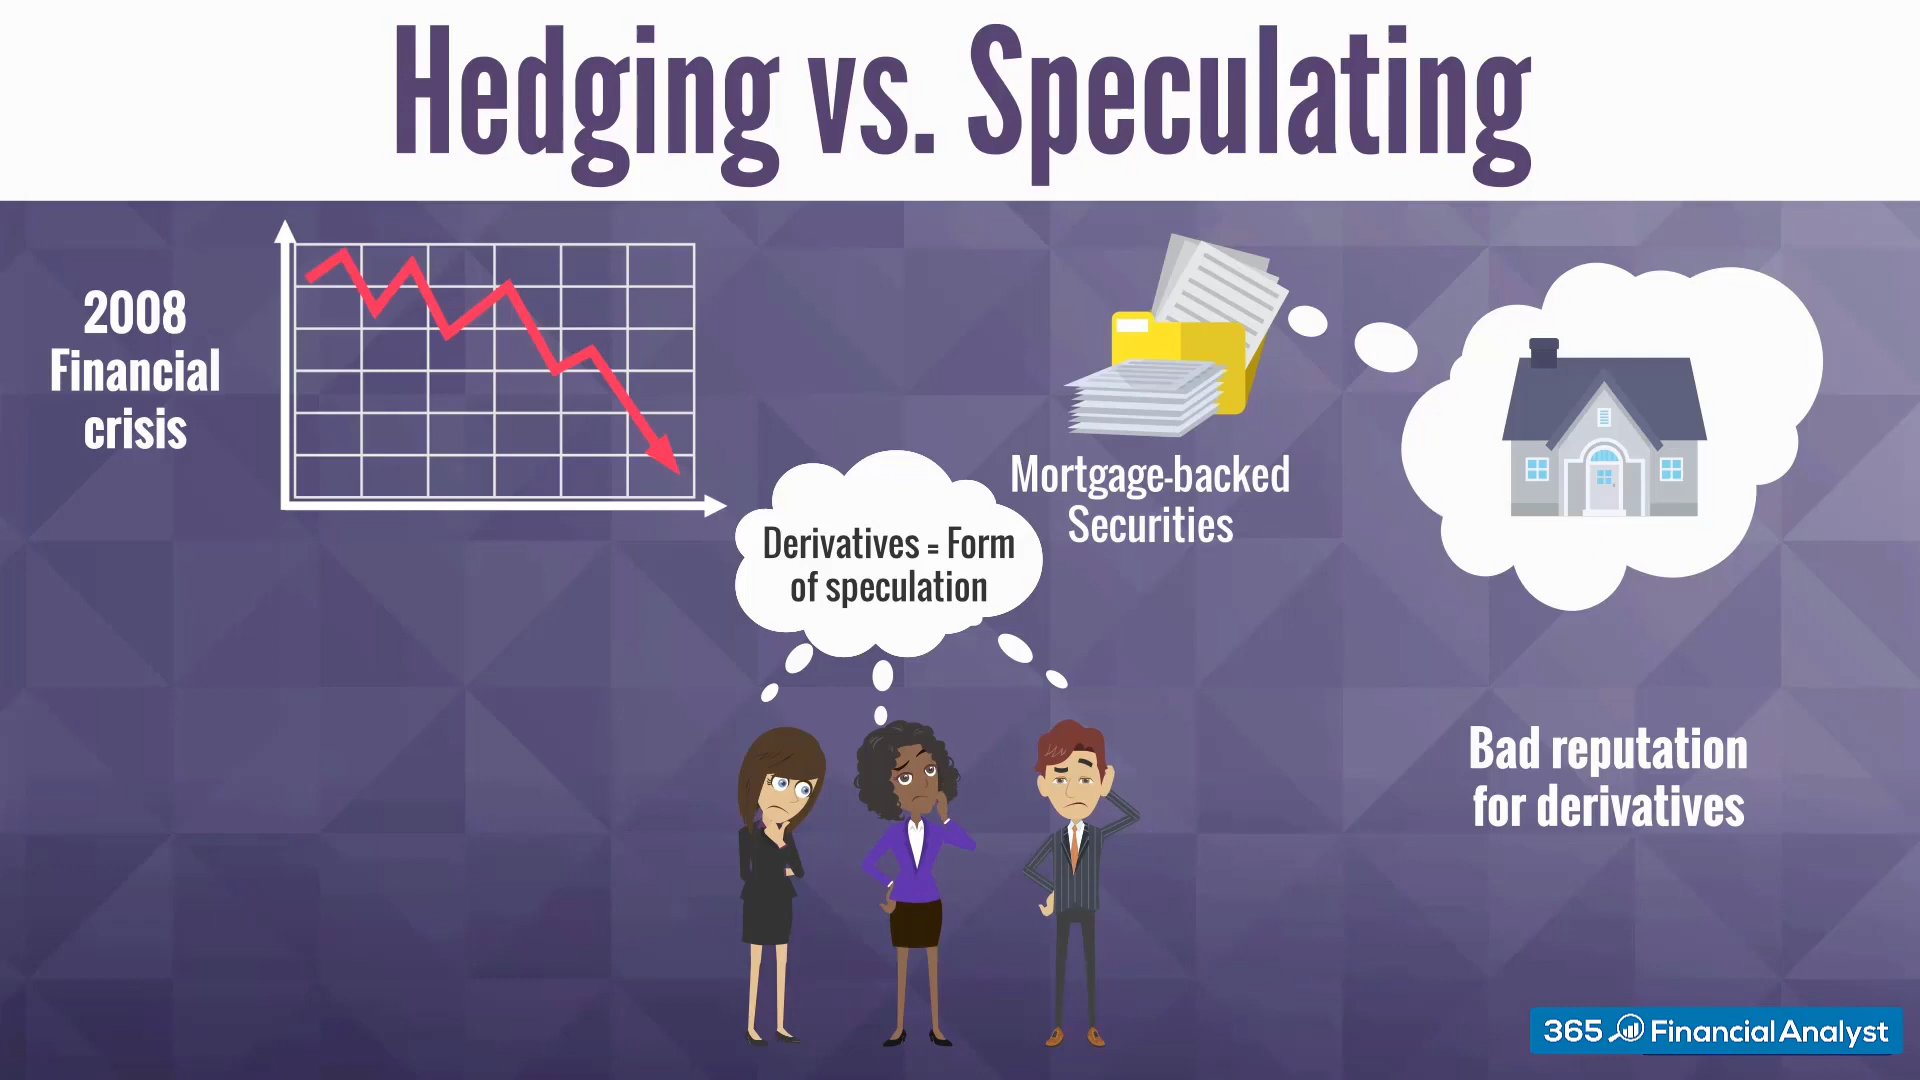 Hedging vs. Speculating
2008
Financial
crisis
Mortgage-backed
Securities
Derivatives = Form
of speculation
Bad reputation
for derivatives
365 Financial Analyst